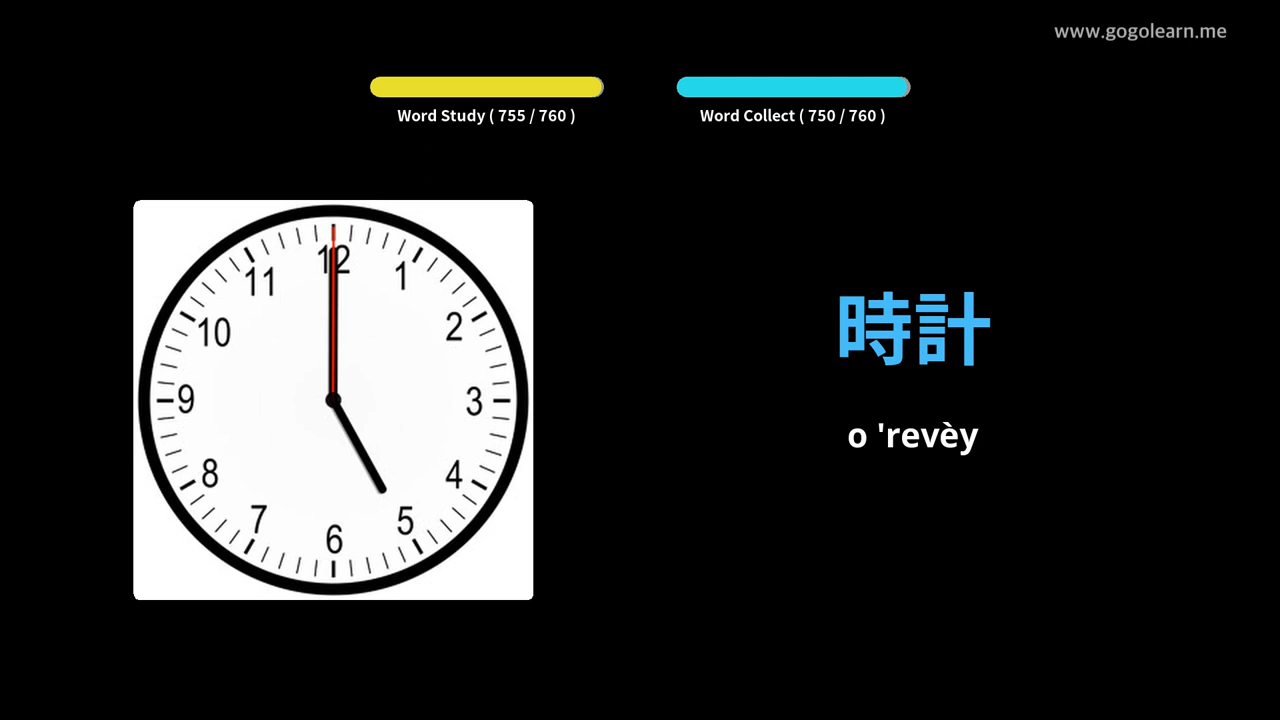 www.gogolearn.me
Word Study ( 755 / 760 )
Word Collect ( 750 / 760 )
12
11
1
10
2
9
3
8
4
7
5
6
時計
o 'revèy